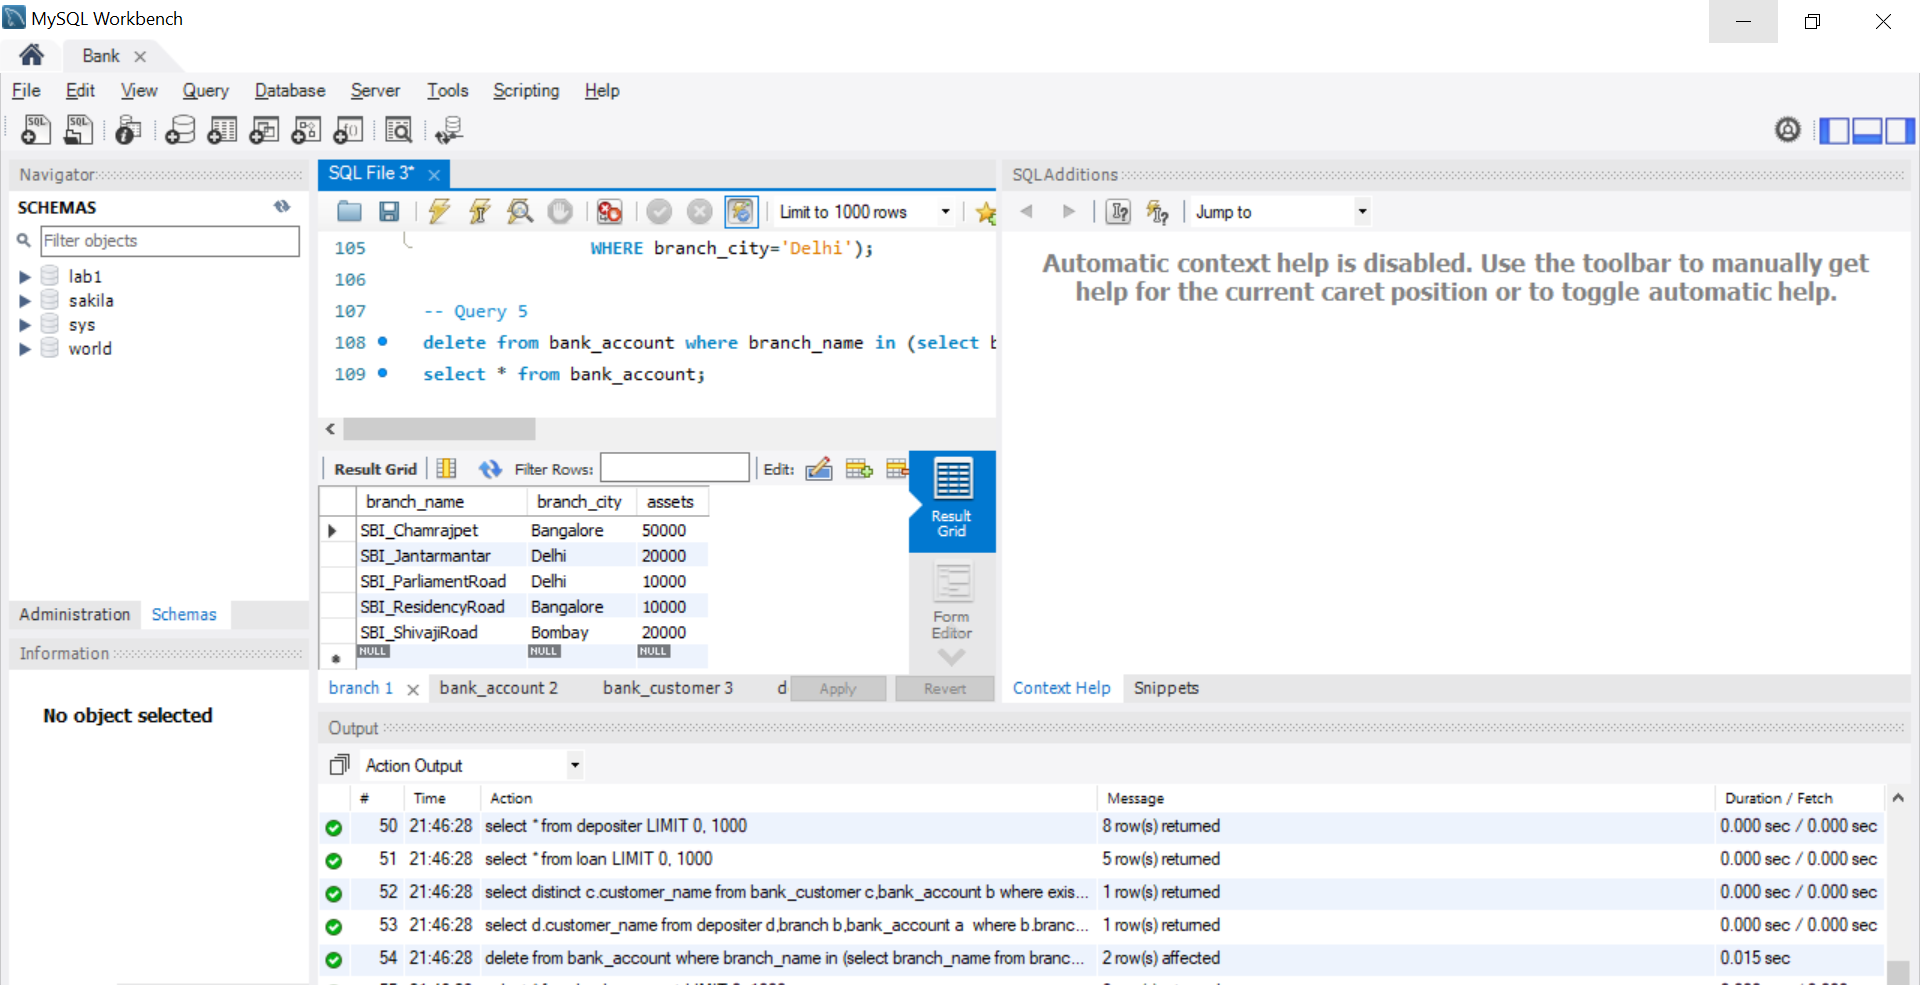 MySQL Workbench
Bank
File Edit View Query Database Server Tools Scripting Help
Navigator
SCHEMAS
Filter objects
lab1
sakila
sys
world
Administration Schemas
Information
No object selected
SQL File 3*
Limit to 1000 rows
105 WHERE branch_city='Delhi');
106
107 -- Query 5
108 delete from bank_account where branch_name in (select b
109 select * from bank_account;
Result Grid Filter Rows: Edit:
branch_name branch_city assets
SBI_Chamrajpet Bangalore 50000
SBI_Jantarmantar Delhi 20000
SBI_ParliamentRoad Delhi 10000
SBI_ResidencyRoad Bangalore 10000
SBI_ShivajiRoad Bombay 20000
NULL NULL NULL
Result
Grid
Form
Editor
branch 1 bank_account 2 bank_customer 3 d Apply Revert
SQLAdditions
Jump to
Automatic context help is disabled. Use the toolbar to manually get
help for the current caret position or to toggle automatic help.
Context Help Snippets
Output
Action Output
# Time Action Message Duration / Fetch
50 21:46:28 select * from depositer LIMIT 0, 1000 8 row(s) returned 0.000 sec / 0.000 sec
51 21:46:28 select * from loan LIMIT 0, 1000 5 row(s) returned 0.000 sec / 0.000 sec
52 21:46:28 select distinct c.customer_name from bank_customer c,bank_account b where exis... 1 row(s) returned 0.000 sec / 0.000 sec
53 21:46:28 select d.customer_name from depositer d,branch b,bank_account a where b.branc... 1 row(s) returned 0.000 sec / 0.000 sec
54 21:46:28 delete from bank_account where branch_name in (select branch_name from branc... 2 row(s) affected 0.015 sec